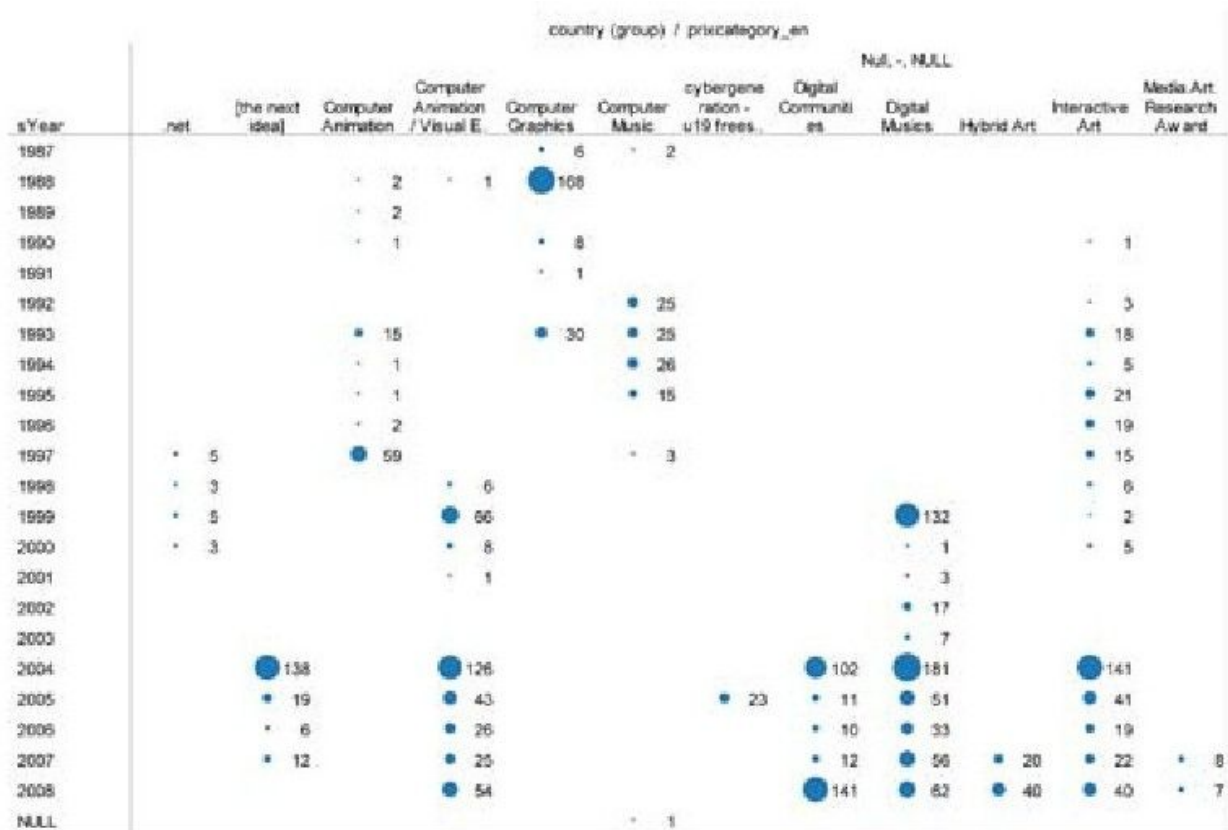 country (group) / prixcategory_en
Null, -, NULL
sYear .net [the next idea] Computer Animation Computer Animation / Visual E.. Computer Graphics Computer Music cybergene ration - u19 frees.. Digital Communiti es Digital Musics Hybrid Art Interactive Art Media.Art. Research Award
1987 6 2
1988 2 1 168
1989 2
1990 1 8 1
1991 1
1992 25 3
1993 15 30 25 18
1994 1 26 5
1995 1 15 21
1996 2 19
1997 5 59 3 15
1998 3 6 6
1999 5 66 132 2
2000 3 8 1 5
2001 1 3
2002 17
2003 7
2004 138 126 102 181 141
2005 19 43 23 11 51 41
2006 6 26 10 33 19
2007 12 25 12 56 20 22 8
2008 54 141 62 40 40 7
NULL 1